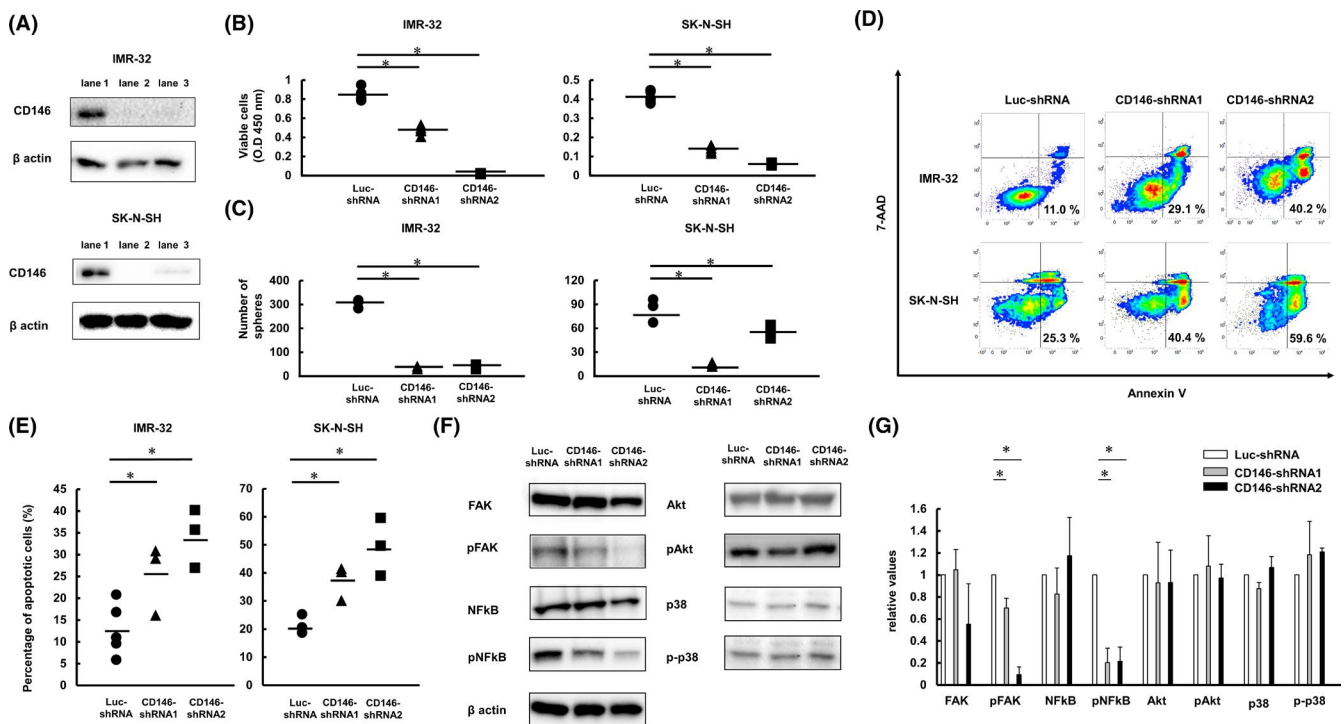 (A)
IMR-32
lane 1 lane 2 lane 3
CD146
β actin
SK-N-SH
lane 1 lane 2 lane 3
CD146
β actin
(B)
IMR-32
*
*
Viable cells
(O.D 450 nm)
1
0.8
0.6
0.4
0.2
0
Luc-
shRNA
CD146-
shRNA1
CD146-
shRNA2
SK-N-SH
*
*
0.5
0.4
0.3
0.2
0.1
0
Luc-
shRNA
CD146-
shRNA1
CD146-
shRNA2
(C)
IMR-32
*
*
Number of
spheres
400
300
200
100
0
Luc-
shRNA
CD146-
shRNA1
CD146-
shRNA2
SK-N-SH
*
*
120
90
60
30
0
Luc-
shRNA
CD146-
shRNA1
CD146-
shRNA2
(D)
Luc-shRNA CD146-shRNA1 CD146-shRNA2
IMR-32
11.0 % 29.1 % 40.2 %
7-AAD
SK-N-SH
25.3 % 40.4 % 59.6 %
Annexin V
(E)
IMR-32
*
*
Percentage of apoptotic cells (%)
45
40
35
30
25
20
15
10
5
0
Luc-
shRNA
CD146-
shRNA1
CD146-
shRNA2
SK-N-SH
*
*
70
60
50
40
30
20
10
0
Luc-
shRNA
CD146-
shRNA1
CD146-
shRNA2
(F)
Luc-
shRNA
CD146-
shRNA1
CD146-
shRNA2
FAK
pFAK
NFkB
pNFkB
β actin
Luc-
shRNA
CD146-
shRNA1
CD146-
shRNA2
Akt
pAkt
p38
p-p38
(G)
Luc-shRNA
CD146-shRNA1
CD146-shRNA2
*
*
*
*
relative values
1.6
1.4
1.2
1
0.8
0.6
0.4
0.2
0
FAK pFAK NFkB pNFkB Akt pAkt p38 p-p38